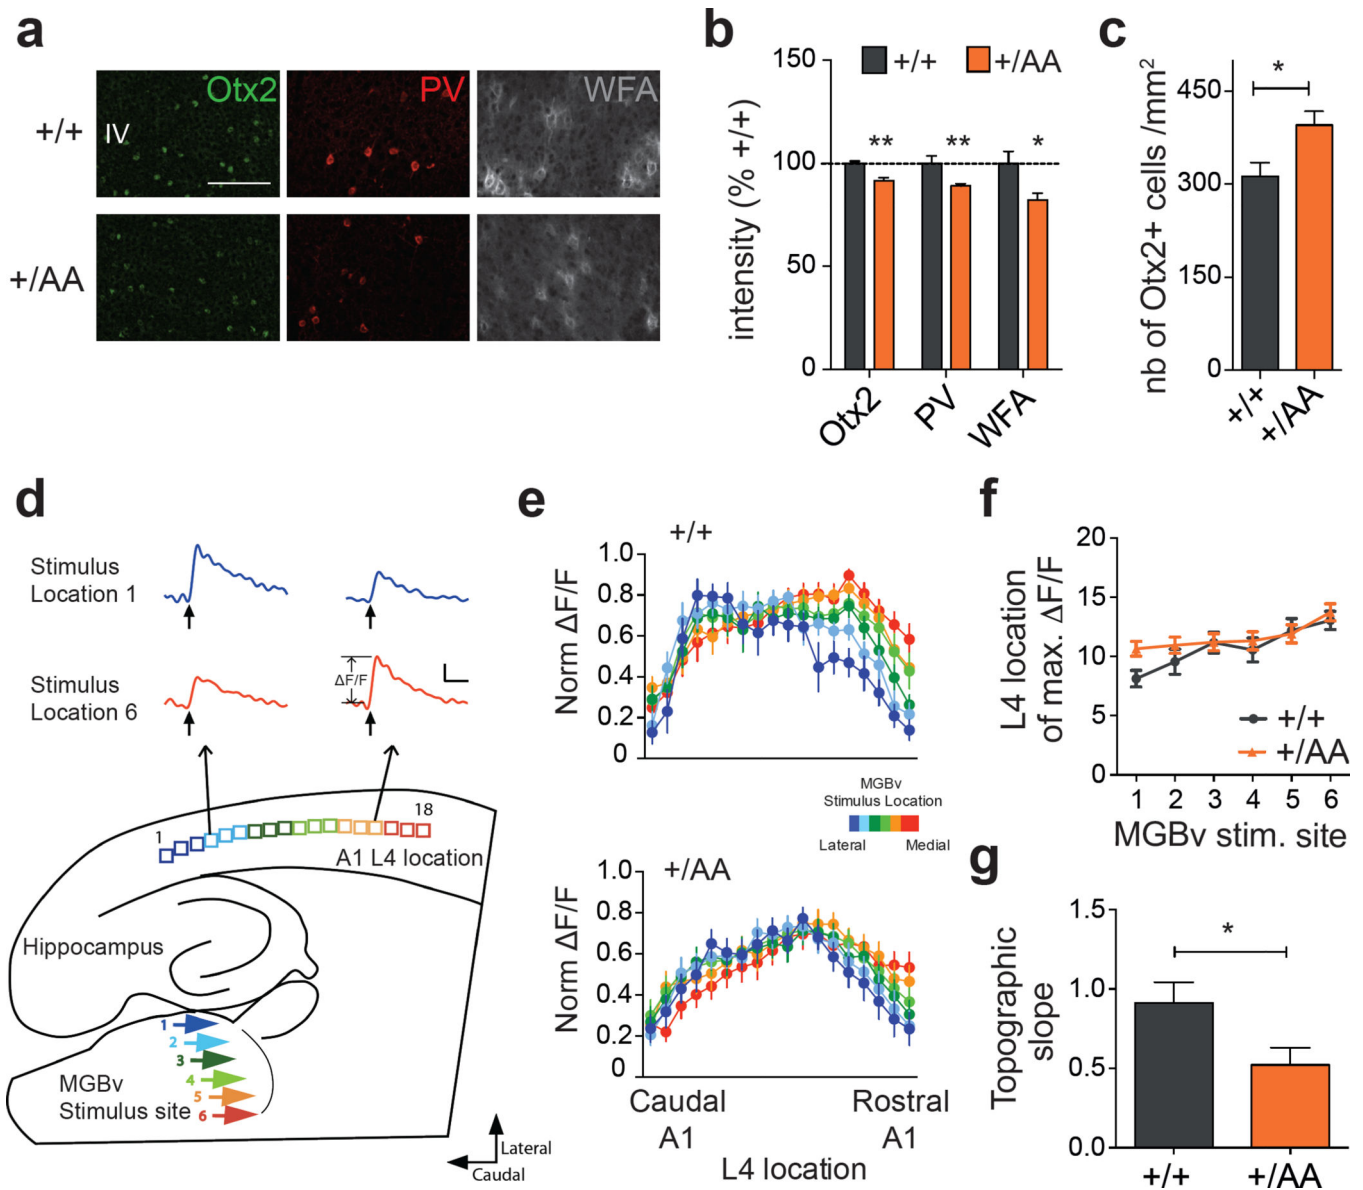 a
Otx2
PV
WFA
+/+
IV
+/AA
b
150
100
50
0
intensity (% +/+)
+/+
+/AA
**
**
*
Otx2
PV
WFA
c
450
300
150
0
nb of Otx2+ cells /mm2
*
+/+
+/AA
d
Stimulus
Location 1
Stimulus
Location 6
ΔF/F
1
18
A1 L4 location
Hippocampus
MGBv
Stimulus site
1
2
3
4
5
6
Lateral
Caudal
e
+/+
1.0
0.8
0.6
0.4
0.2
0
Norm ΔF/F
MGBv
Stimulus Location
Lateral
Medial
+/AA
1.0
0.8
0.6
0.4
0.2
0
Norm ΔF/F
Caudal
A1
Rostral
A1
L4 location
f
20
15
10
5
0
L4 location
of max. ΔF/F
+/+
+/AA
1 2 3 4 5 6
MGBv stim. site
g
1.5
1.0
0.5
0.0
Topographic
slope
*
+/+
+/AA